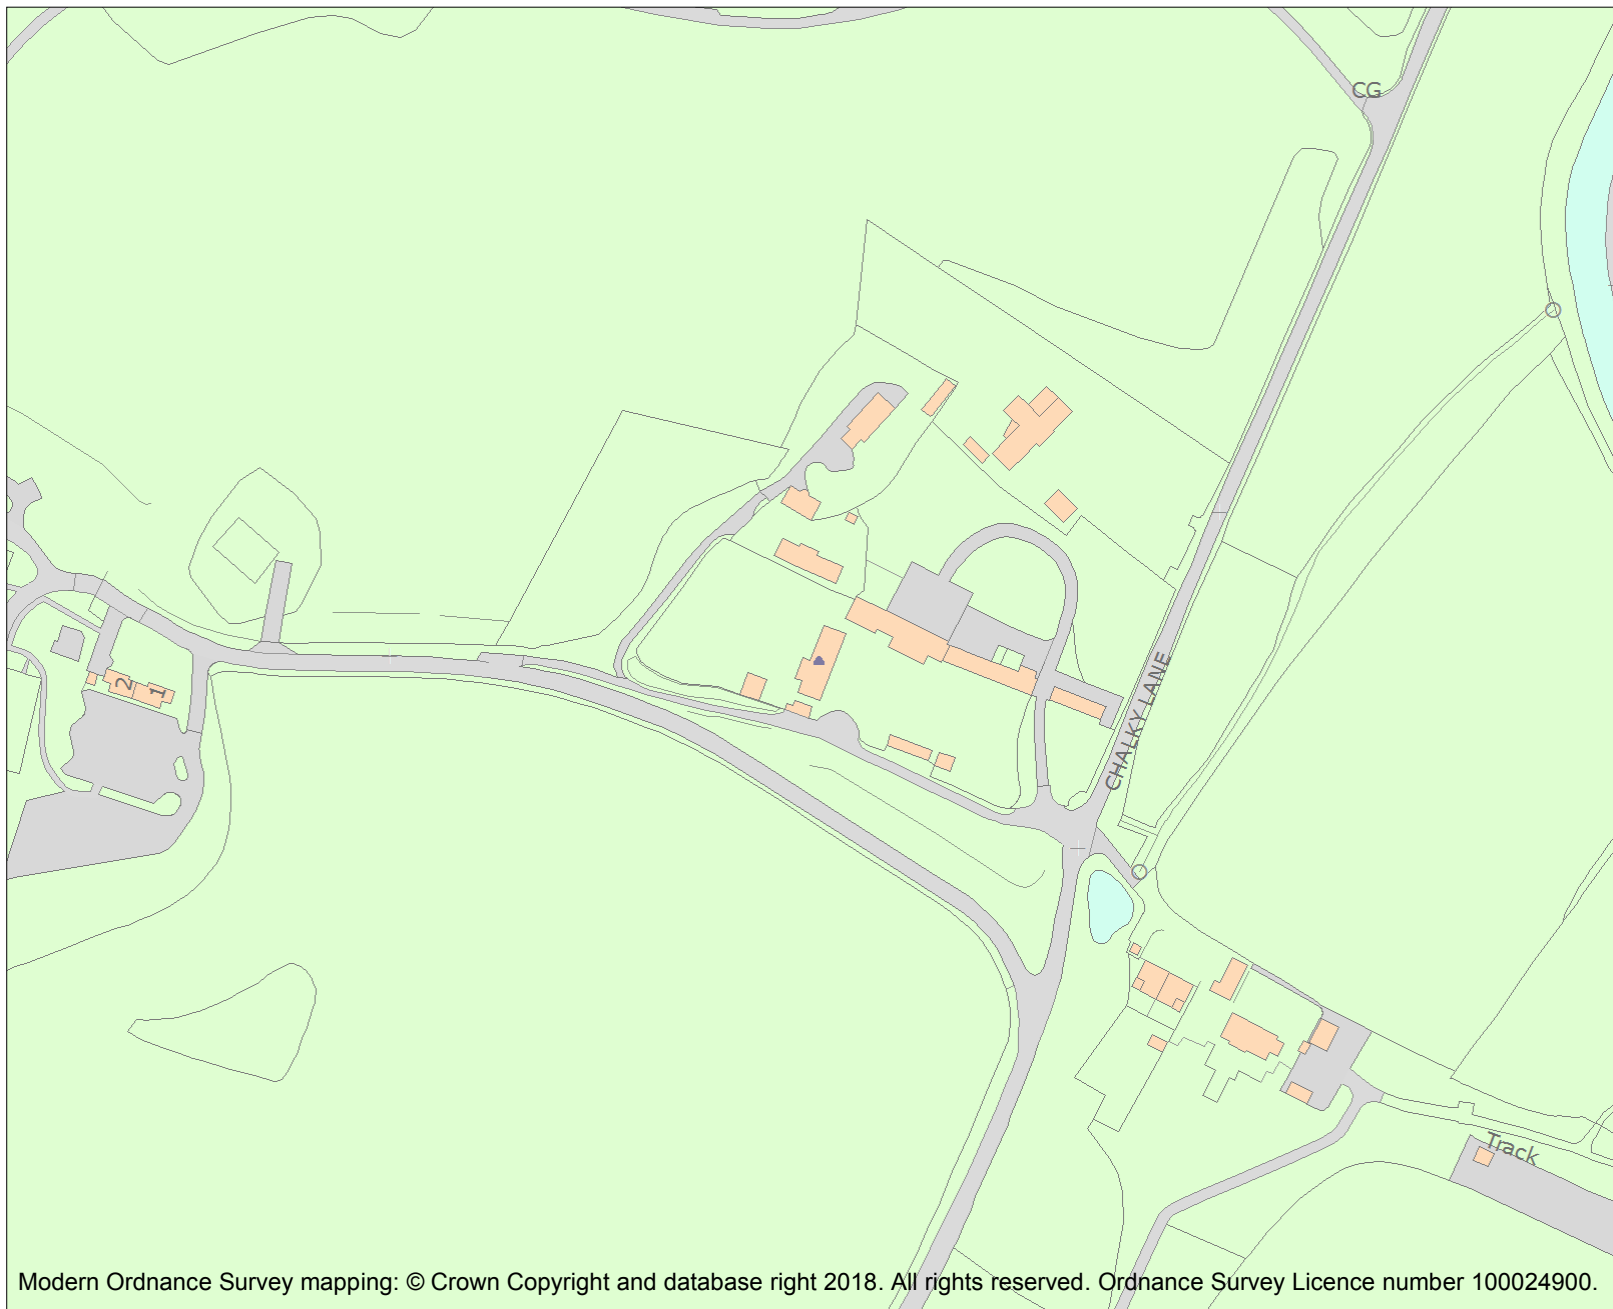 CG
CHALKY LANE
2
1
Track
Modern Ordnance Survey mapping: © Crown Copyright and database right 2018. All rights reserved. Ordnance Survey Licence number 100024900.